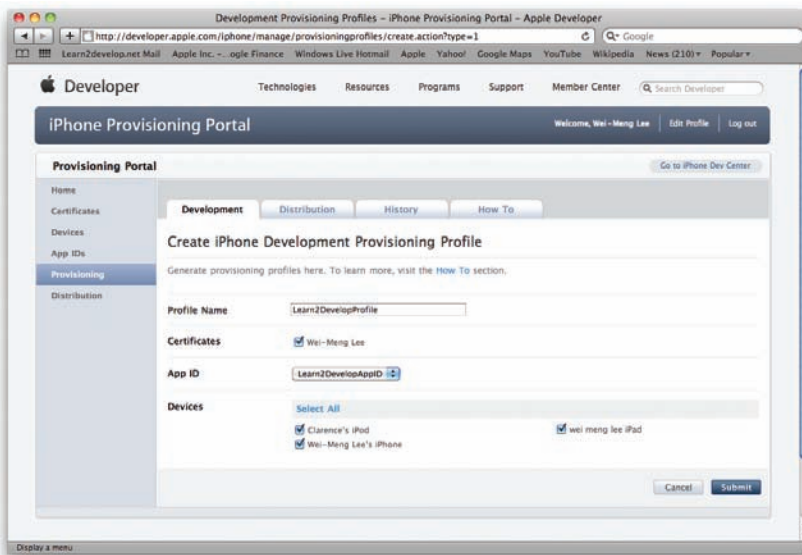 Development Provisioning Profiles – iPhone Provisioning Portal – Apple Developer
http://developer.apple.com/iphone/manage/provisioningprofiles/create.action?type=1
Google
Learn2develop.net Mail Apple Inc. –...ogle Finance Windows Live Hotmail Apple Yahoo! Google Maps YouTube Wikipedia News (210) Popular
Developer
Technologies Resources Programs Support Member Center Search Developer
iPhone Provisioning Portal
Welcome, Wei-Meng Lee Edit Profile Log out
Provisioning Portal
Go to iPhone Dev Center
Home
Certificates
Devices
App IDs
Provisioning
Distribution
Development Distribution History How To
Create iPhone Development Provisioning Profile
Generate provisioning profiles here. To learn more, visit the How To section.
Profile Name Learn2DevelopProfile
Certificates Wei-Meng Lee
App ID Learn2DevelopAppID
Devices Select All
Clarence's iPod wei meng lee iPad
Wei-Meng Lee's iPhone
Cancel Submit
Display a menu